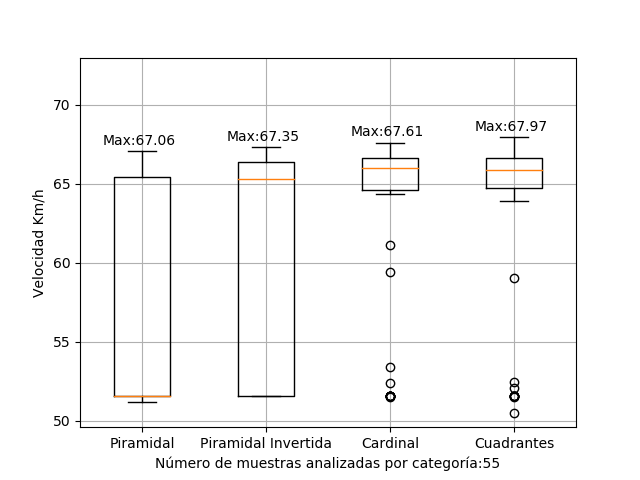 70
65
60
55
50
Velocidad Km/h
Max:67.06
Max:67.35
Max:67.61
Max:67.97
Piramidal
Piramidal Invertida
Cardinal
Cuadrantes
Número de muestras analizadas por categoría:55